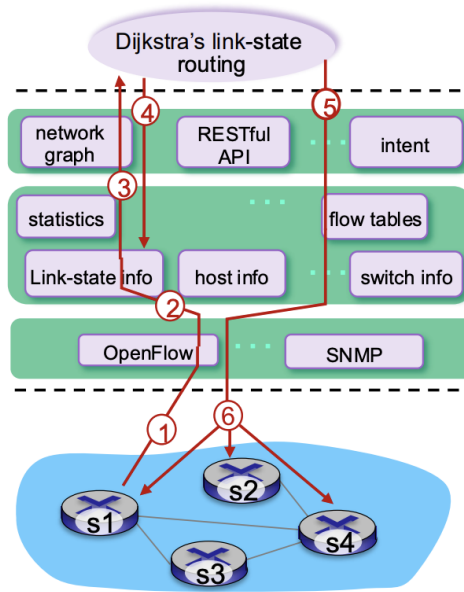 Dijkstra's link-state
routing
4
5
network
graph
RESTful
API
intent
3
statistics
flow tables
Link-state info
host info
switch info
2
OpenFlow
SNMP
1
6
s2
s1
s4
s3